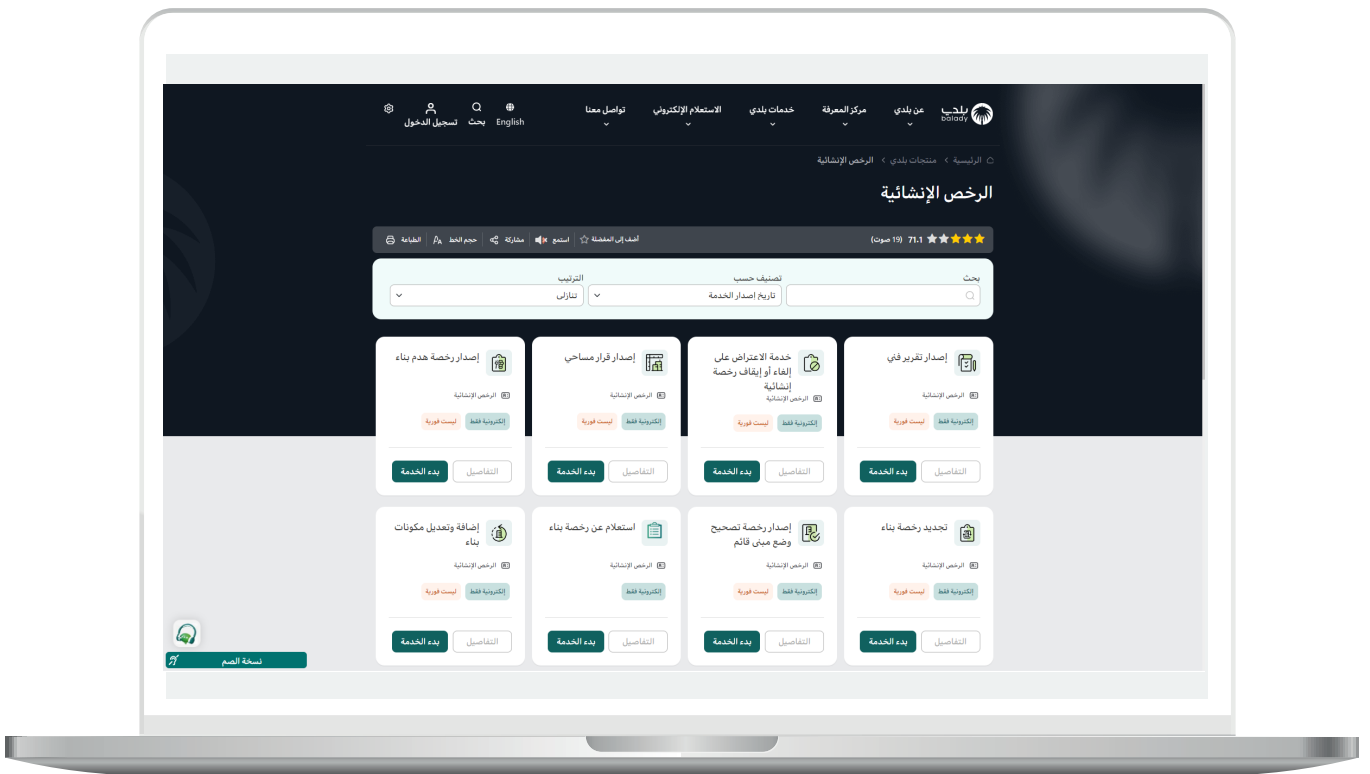 بلدي
balady
عن بلدي
مركز المعرفة
خدمات بلدي
الاستعلام الإلكتروني
تواصل معنا
English
بحث
تسجيل الدخول
الرئيسية > منتجات بلدي > الرخص الإنشائية
الرخص الإنشائية
71.1 (19 صوت)
أضف إلى المفضلة
استمع
مشاركة
حجم الخط
الطباعة
بحث
تصنيف حسب
الترتيب
تاريخ إصدار الخدمة
تنازلى
إصدار تقرير فني
الرخص الإنشائية
إلكترونية فقط
ليست فورية
التفاصيل
بدء الخدمة
خدمة الاعتراض على
إلغاء أو إيقاف رخصة
إنشائية
الرخص الإنشائية
إلكترونية فقط
ليست فورية
التفاصيل
بدء الخدمة
إصدار قرار مساحي
الرخص الإنشائية
إلكترونية فقط
ليست فورية
التفاصيل
بدء الخدمة
إصدار رخصة هدم بناء
الرخص الإنشائية
إلكترونية فقط
ليست فورية
التفاصيل
بدء الخدمة
تجديد رخصة بناء
الرخص الإنشائية
إلكترونية فقط
ليست فورية
التفاصيل
بدء الخدمة
إصدار رخصة تصحيح
وضع مبنى قائم
الرخص الإنشائية
إلكترونية فقط
ليست فورية
التفاصيل
بدء الخدمة
استعلام عن رخصة بناء
الرخص الإنشائية
إلكترونية فقط
التفاصيل
بدء الخدمة
إضافة وتعديل مكونات
بناء
الرخص الإنشائية
إلكترونية فقط
ليست فورية
التفاصيل
بدء الخدمة
نسخة الصم